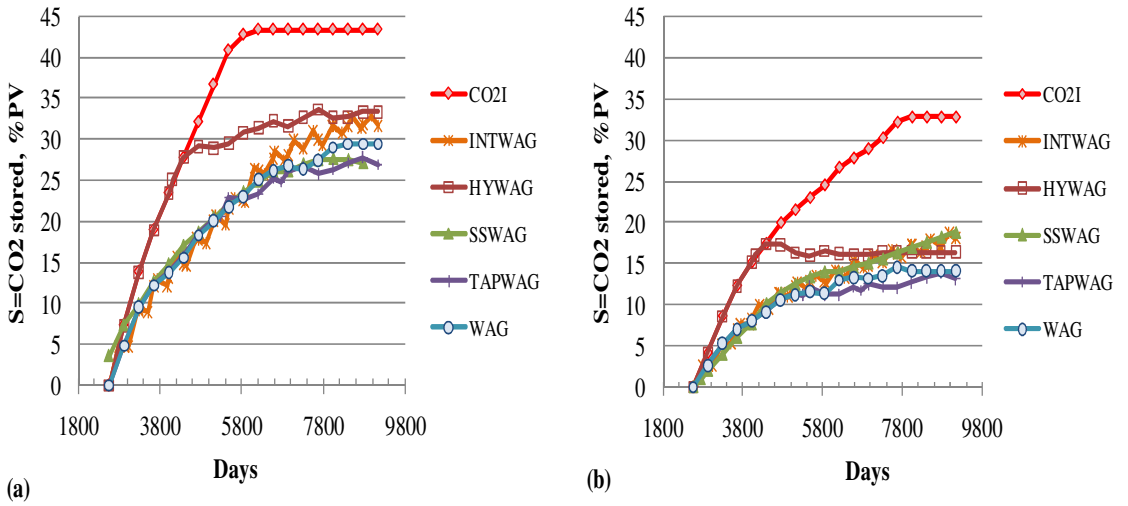 S=CO2 stored, %PV
45
40
35
30
25
20
15
10
5
0
1800 3800 5800 7800 9800
Days
CO2I
INTWAG
HYWAG
SSWAG
TAPWAG
WAG
(a)
S=CO2 stored, %PV
45
40
35
30
25
20
15
10
5
0
1800 3800 5800 7800 9800
Days
CO2I
INTWAG
HYWAG
SSWAG
TAPWAG
WAG
(b)